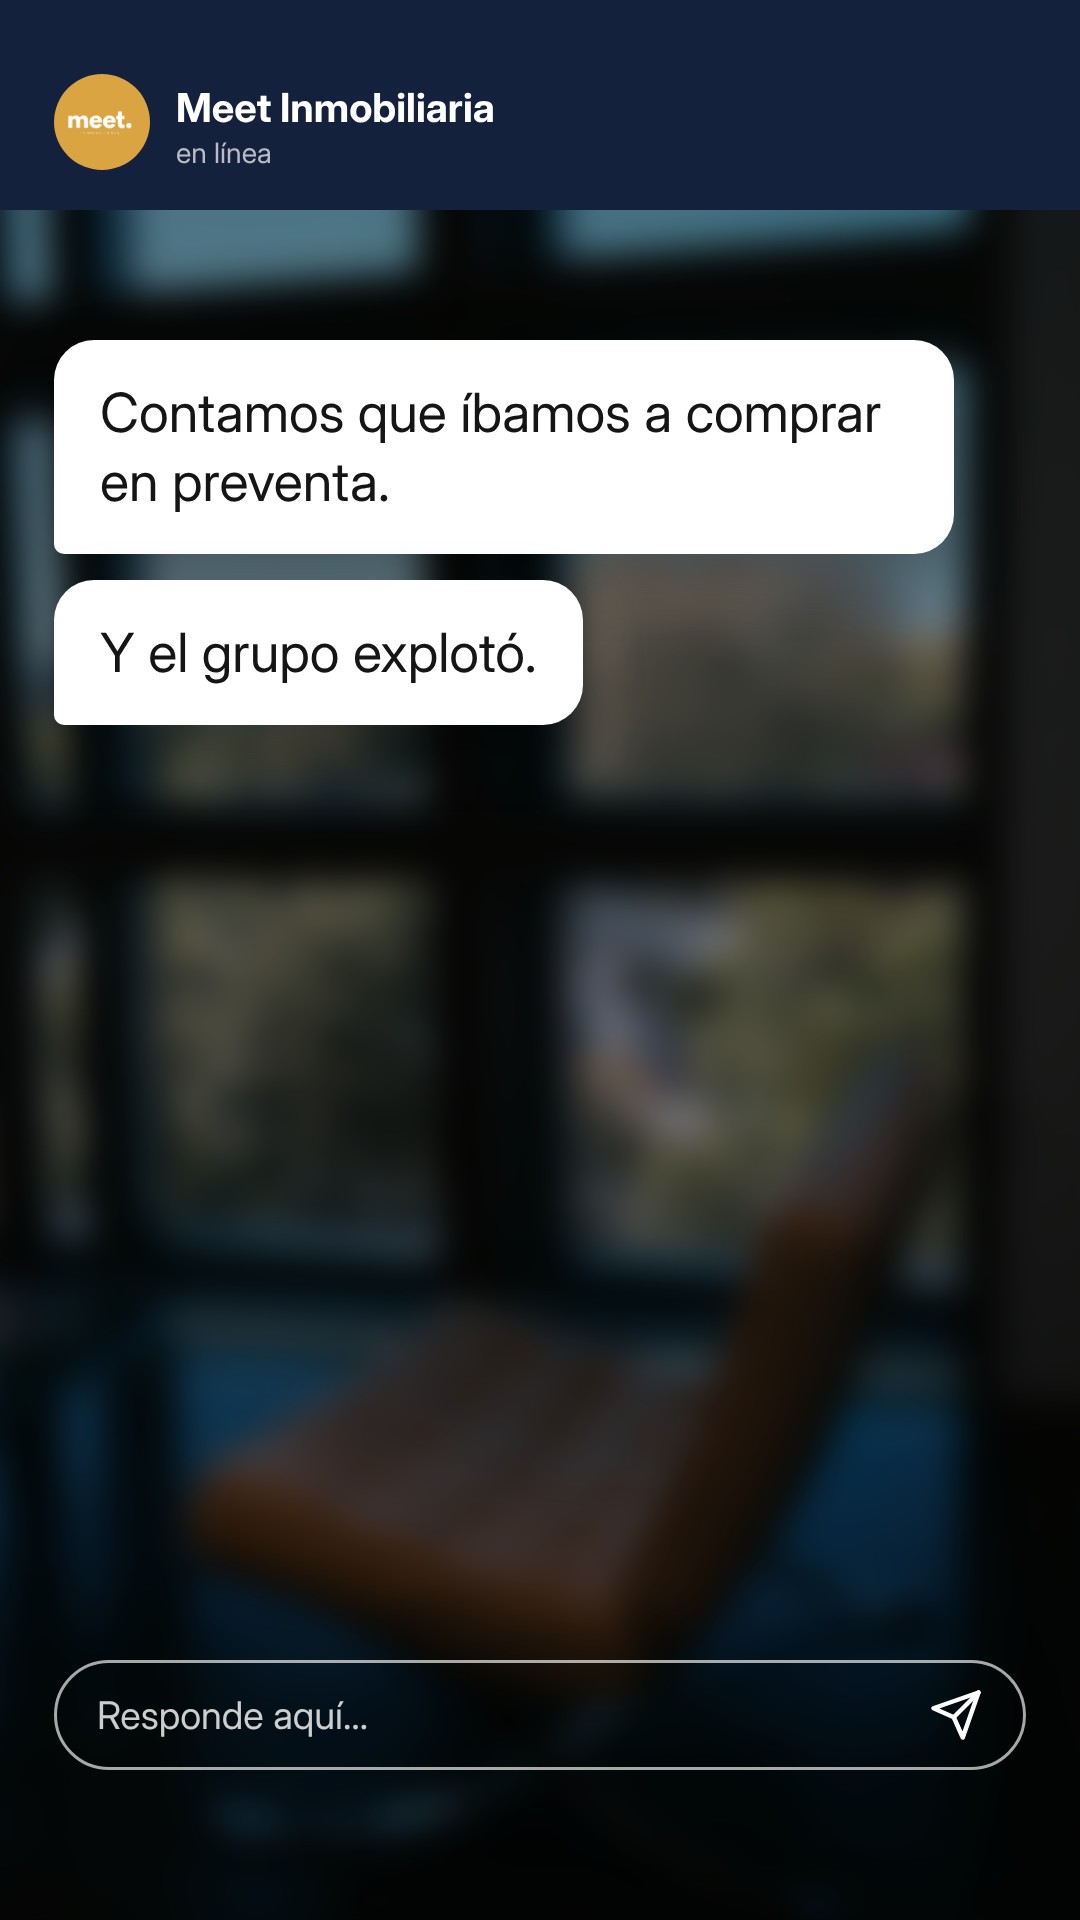 meet.
Meet Inmobiliaria
en línea
Contamos que íbamos a comprar
en preventa.
Y el grupo explotó.
Responde aquí...